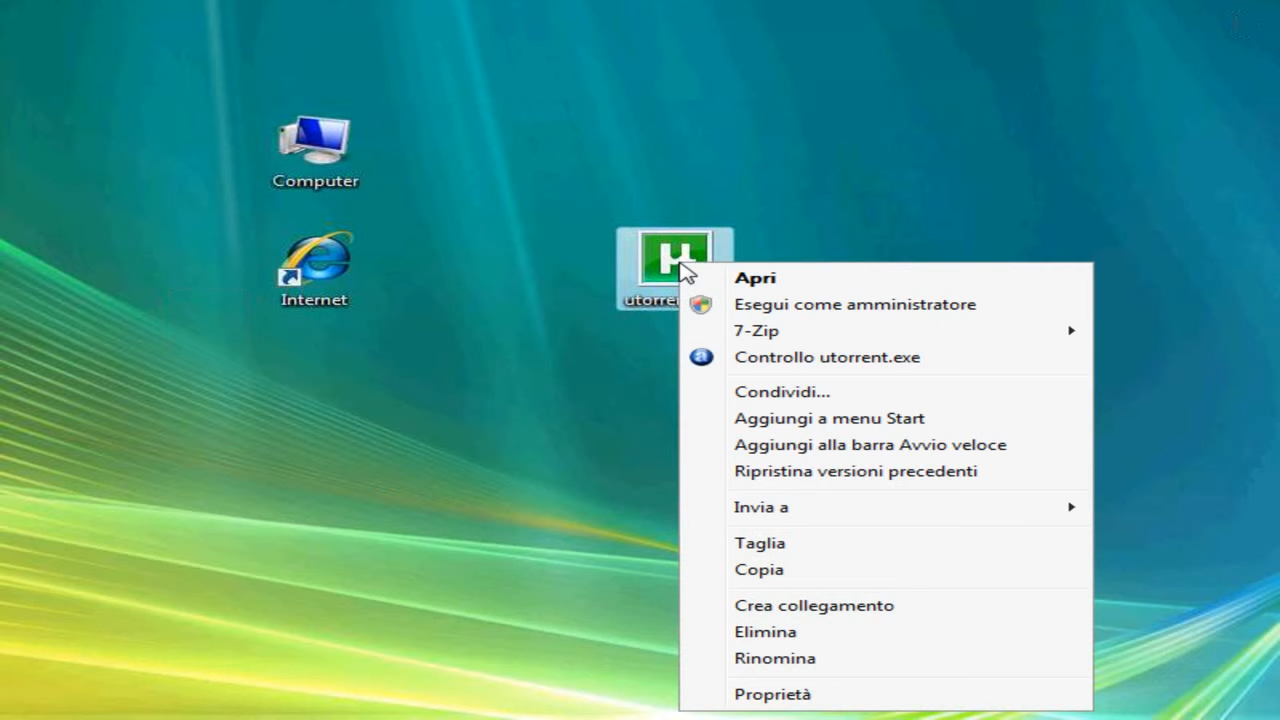 Computer
Internet
utorre
Apri
Esegui come amministratore
7-Zip
Controllo utorrent.exe
Condividi...
Aggiungi a menu Start
Aggiungi alla barra Avvio veloce
Ripristina versioni precedenti
Invia a
Taglia
Copia
Crea collegamento
Elimina
Rinomina
Proprietà